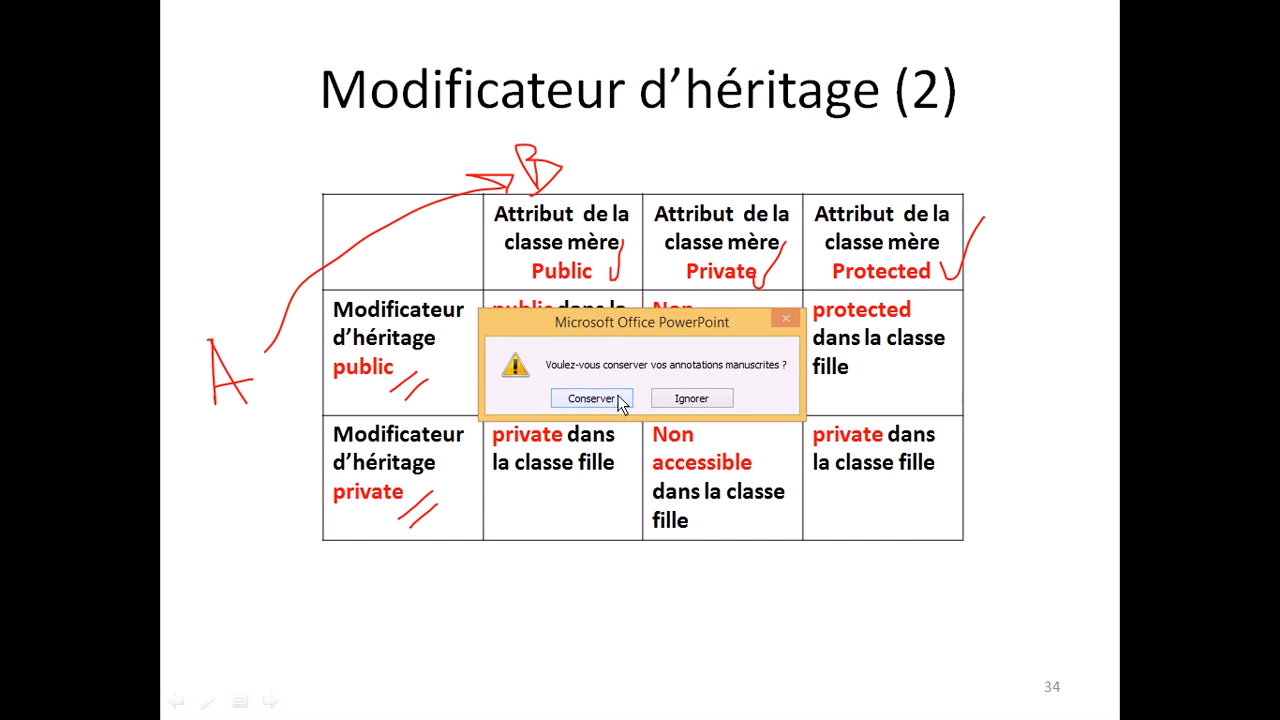 Modificateur d’héritage (2)
B
Attribut de la
classe mère
Public
Attribut de la
classe mère
Private
Attribut de la
classe mère
Protected
A
Modificateur
d’héritage
public
protected
dans la classe
fille
Microsoft Office PowerPoint
Voulez-vous conserver vos annotations manuscrites ?
Conserver
Ignorer
Modificateur
d’héritage
private
private dans
la classe fille
Non
accessible
dans la classe
fille
private dans
la classe fille
34